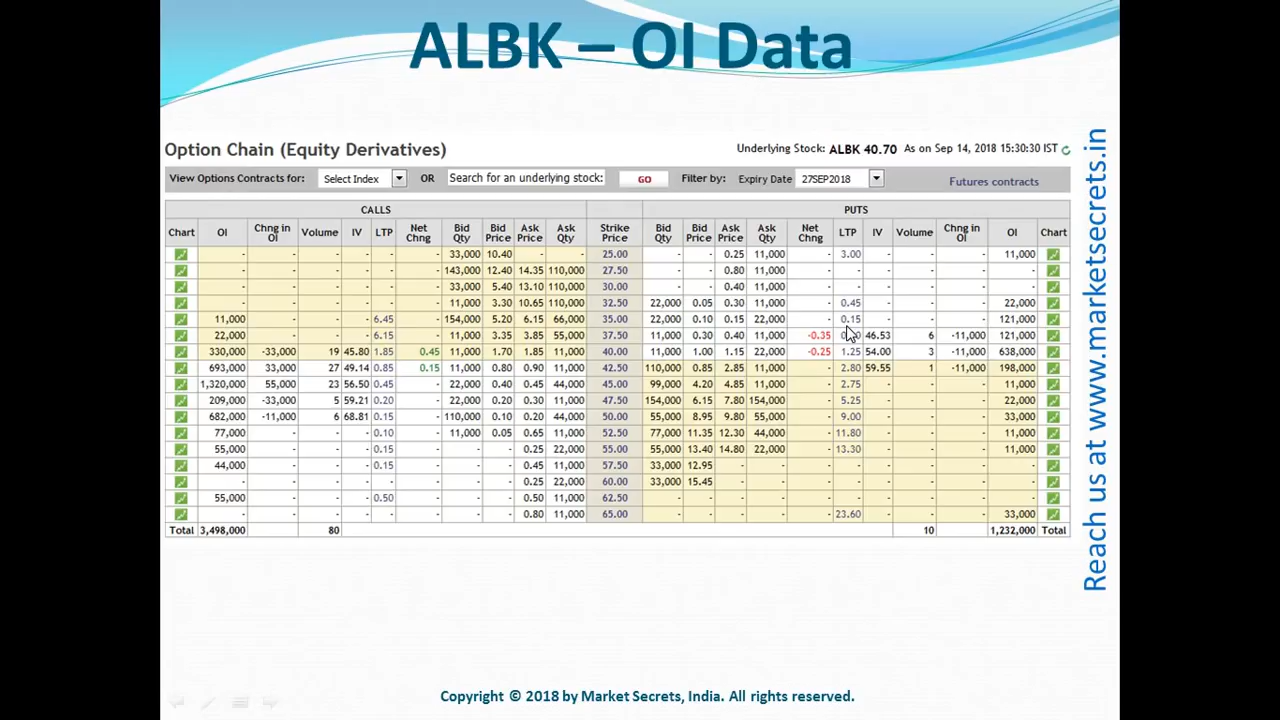 ALBK – OI Data
Option Chain (Equity Derivatives)
Underlying Stock: ALBK 40.70 As on Sep 14, 2018 15:30:30 IST
View Options Contracts for: Select Index OR Search for an underlying stock: GO Filter by: Expiry Date 27SEP2018 Futures contracts
CALLS PUTS
Chart OI Chng in OI Volume IV LTP Net Chng Bid Qty Bid Price Ask Price Ask Qty Strike Price Bid Qty Bid Price Ask Price Ask Qty Net Chng LTP IV Volume Chng in OI OI Chart
- - - - - - 33,000 10.40 - - 25.00 - - 0.25 11,000 - 3.00 - - - 11,000
- - - - - - 143,000 12.40 14.35 110,000 27.50 - - 0.80 11,000 - - - - - -
- - - - - - 33,000 5.40 13.10 110,000 30.00 - - 0.40 11,000 - - - - - -
- - - - - - 11,000 3.30 10.65 110,000 32.50 22,000 0.05 0.30 11,000 - 0.45 - - - 22,000
11,000 - - - 6.45 - 154,000 5.20 6.15 66,000 35.00 22,000 0.10 0.15 22,000 - 0.15 - - - 121,000
22,000 - - - 6.15 - 11,000 3.35 3.85 55,000 37.50 11,000 0.30 0.40 11,000 -0.35 46.53 6 -11,000 121,000
330,000 -33,000 19 45.80 1.85 0.45 11,000 1.70 1.85 11,000 40.00 11,000 1.00 1.15 22,000 -0.25 1.25 54.00 3 -11,000 638,000
693,000 33,000 27 49.14 0.85 0.15 11,000 0.80 0.90 11,000 42.50 110,000 0.85 2.85 11,000 - 2.80 59.55 1 -11,000 198,000
1,320,000 55,000 23 56.50 0.45 - 22,000 0.40 0.45 44,000 45.00 99,000 4.20 4.85 11,000 - 2.75 - - - 11,000
209,000 -33,000 5 59.21 0.20 - 22,000 0.20 0.30 11,000 47.50 154,000 6.15 7.80 154,000 - 5.25 - - - 22,000
682,000 -11,000 6 68.81 0.15 - 110,000 0.10 0.20 44,000 50.00 55,000 8.95 9.80 55,000 - 9.00 - - - 33,000
77,000 - - - 0.10 - 11,000 0.05 0.65 11,000 52.50 77,000 11.35 12.30 44,000 - 11.80 - - - 11,000
55,000 - - - 0.15 - - - 0.25 22,000 55.00 55,000 13.40 14.80 22,000 - 13.30 - - - 11,000
44,000 - - - 0.15 - - - 0.45 11,000 57.50 33,000 12.95 - - - - - - - -
- - - - - - - - 0.25 22,000 60.00 33,000 15.45 - - - - - - - -
55,000 - - - 0.50 - - - 0.50 11,000 62.50 - - - - - - - - - -
- - - - - - - - 0.80 11,000 65.00 - - - - - 23.60 - - - 33,000
Total 3,498,000 80 10 1,232,000 Total
Reach us at www.marketsecrets.in
Copyright © 2018 by Market Secrets, India. All rights reserved.